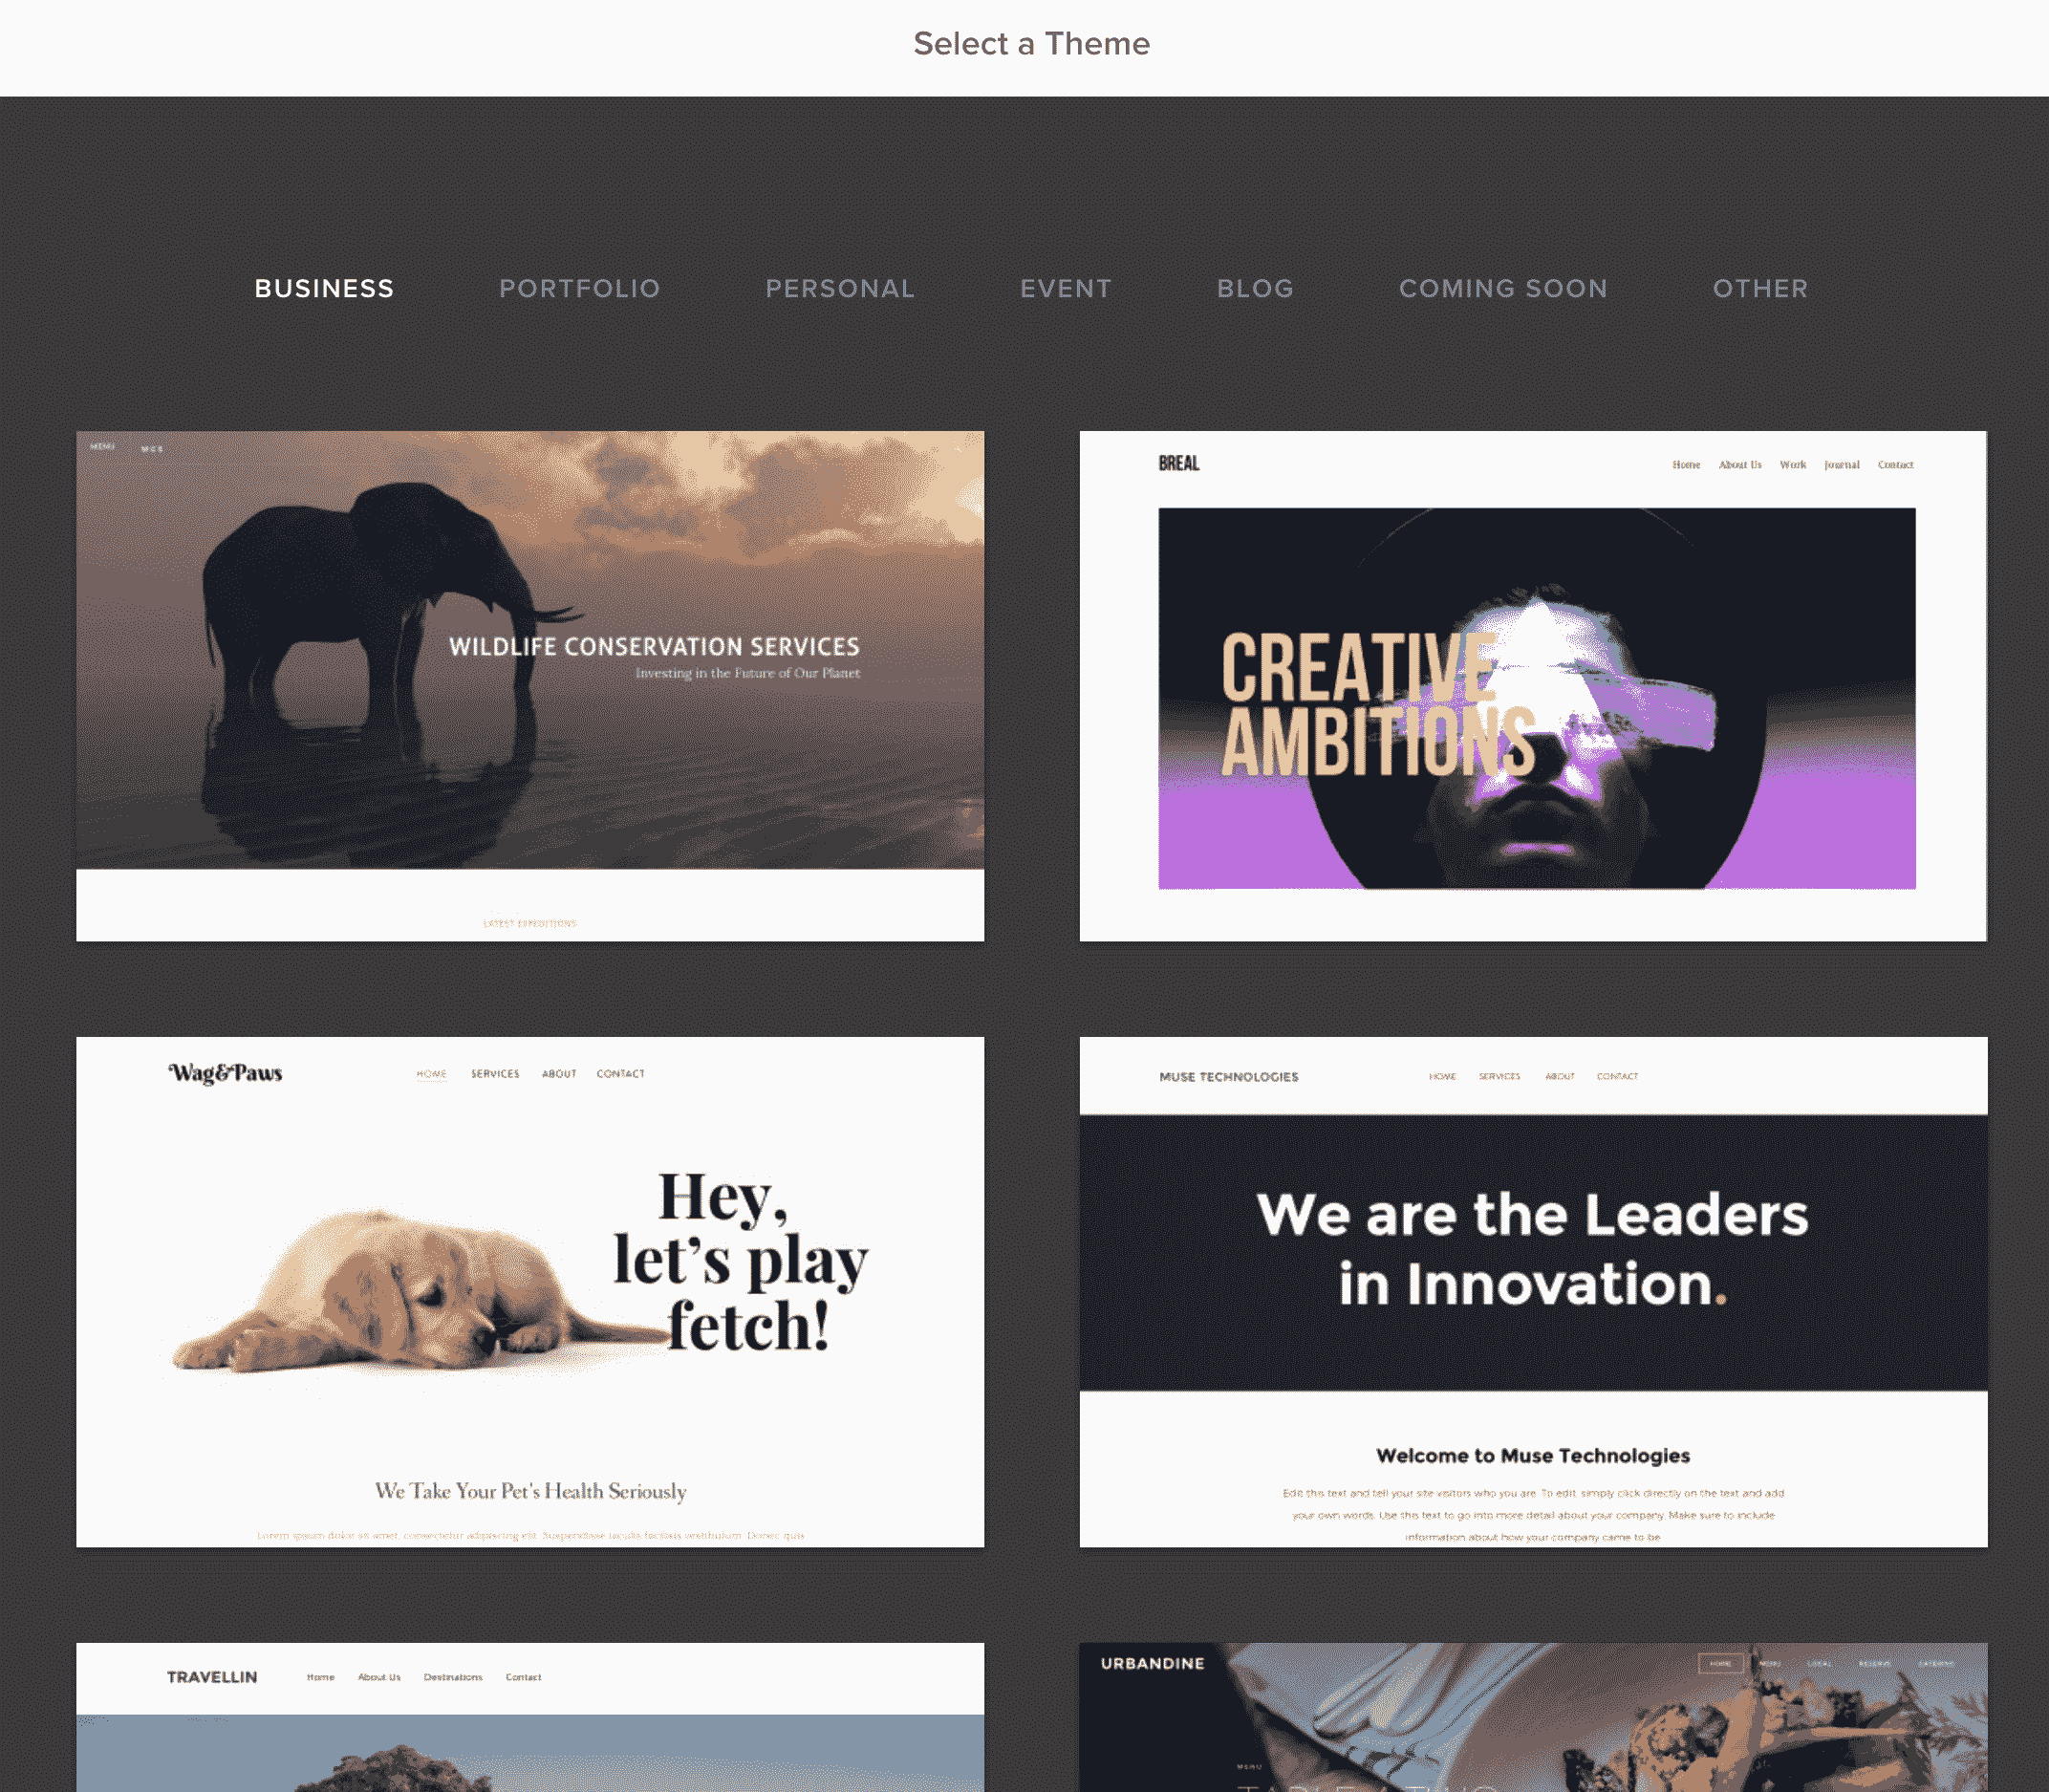 Select a Theme
BUSINESS PORTFOLIO PERSONAL EVENT BLOG COMING SOON OTHER
MENU WCS
WILDLIFE CONSERVATION SERVICES
Investing in the Future of Our Planet
LATEST EXPEDITIONS
BREAL Home About Us Work Journal Contact
CREATIVE
AMBITIONS
Wag&Paws HOME SERVICES ABOUT CONTACT
Hey,
let's play
fetch!
We Take Your Pet's Health Seriously
Lorem ipsum dolor sit amet, consectetur adipiscing elit. Suspendisse iaculis facilisis vestibulum. Donec quis
MUSE TECHNOLOGIES HOME SERVICES ABOUT CONTACT
We are the Leaders
in Innovation.
Welcome to Muse Technologies
Edit this text and tell your site visitors who you are. To edit, simply click directly on the text and add
your own words. Use this text to go into more detail about your company. Make sure to include
information about how your company came to be.
TRAVELLIN Home About Us Destinations Contact
URBANDINE HOME MENU LOCAL RESERVE CATERING
MENU